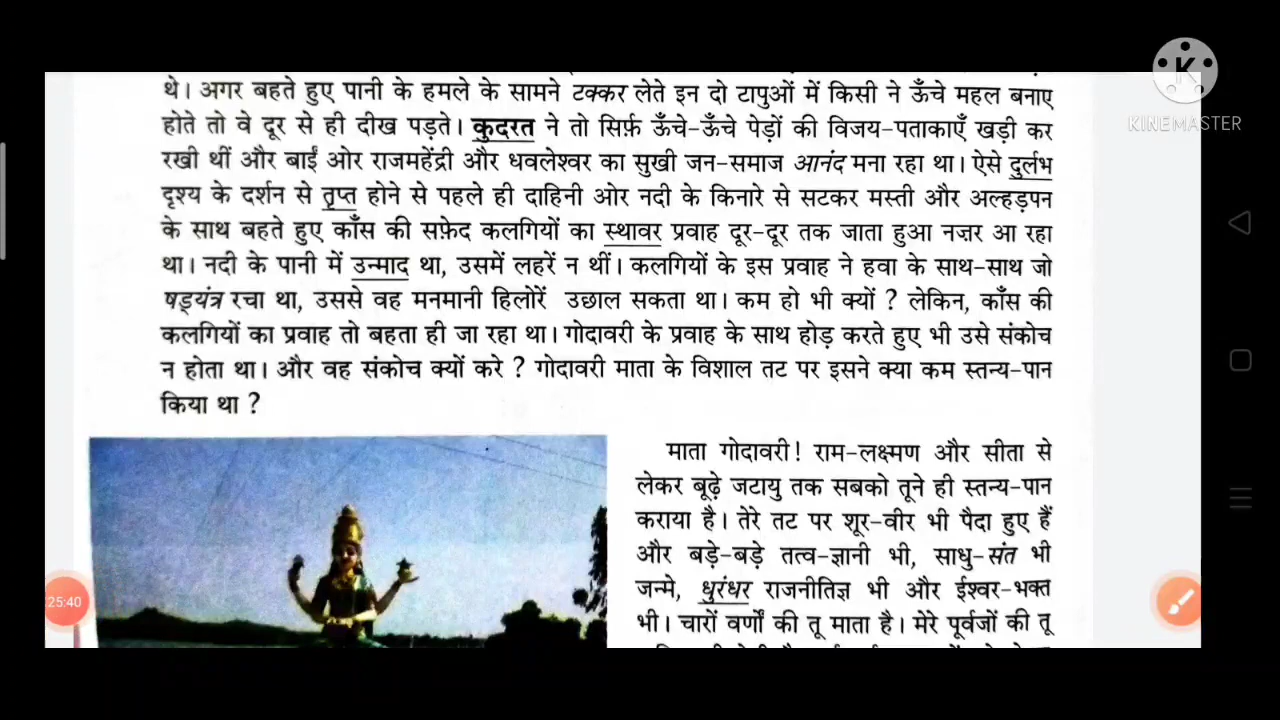 KINEMASTER
थे। अगर बहते हुए पानी के हमले के सामने टक्कर लेते इन दो टापुओं में किसी ने ऊँचे महल बनाए
होते तो वे दूर से ही दीख पड़ते। कुदरत ने तो सिर्फ़ ऊँचे-ऊँचे पेड़ों की विजय-पताकाएँ खड़ी कर
रखी थीं और बाईं ओर राजमहेंद्री और धवलेश्वर का सुखी जन-समाज आनंद मना रहा था। ऐसे दुर्लभ
दृश्य के दर्शन से तृप्त होने से पहले ही दाहिनी ओर नदी के किनारे से सटकर मस्ती और अल्हड़पन
के साथ बहते हुए काँस की सफ़ेद कलगियों का स्थावर प्रवाह दूर-दूर तक जाता हुआ नज़र आ रहा
था। नदी के पानी में उन्माद था, उसमें लहरें न थीं। कलगियों के इस प्रवाह ने हवा के साथ-साथ जो
षड्यंत्र रचा था, उससे वह मनमानी हिलोरें उछाल सकता था। कम हो भी क्यों ? लेकिन, काँस की
कलगियों का प्रवाह तो बहता ही जा रहा था। गोदावरी के प्रवाह के साथ होड़ करते हुए भी उसे संकोच
न होता था। और वह संकोच क्यों करे ? गोदावरी माता के विशाल तट पर इसने क्या कम स्तन्य-पान
किया था ?
माता गोदावरी! राम-लक्ष्मण और सीता से
लेकर बूढ़े जटायु तक सबको तूने ही स्तन्य-पान
कराया है। तेरे तट पर शूर-वीर भी पैदा हुए हैं
और बड़े-बड़े तत्व-ज्ञानी भी, साधु-संत भी
जन्मे, धुरंधर राजनीतिज्ञ भी और ईश्वर-भक्त
भी। चारों वर्णों की तू माता है। मेरे पूर्वजों की तू
25:40